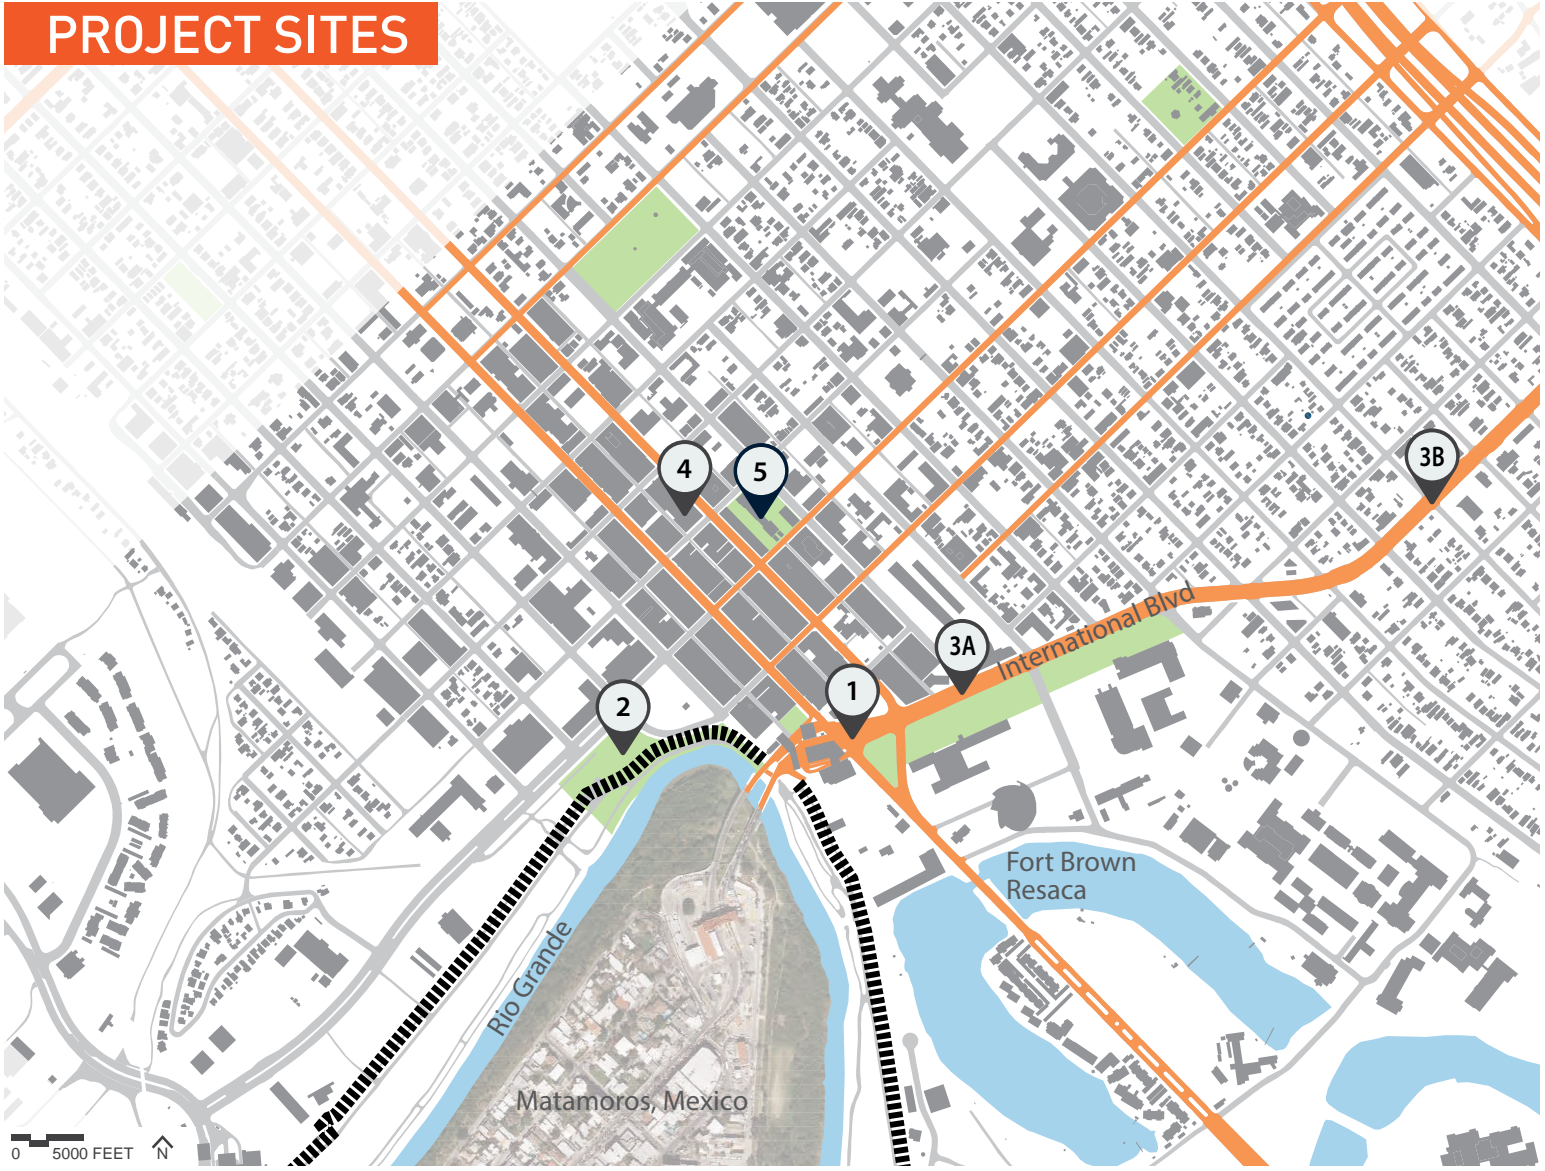 PROJECT SITES
4
5
3B
3A
International Blvd
1
2
Fort Brown
Resaca
Rio Grande
Matamoros, Mexico
0 5000 FEET N